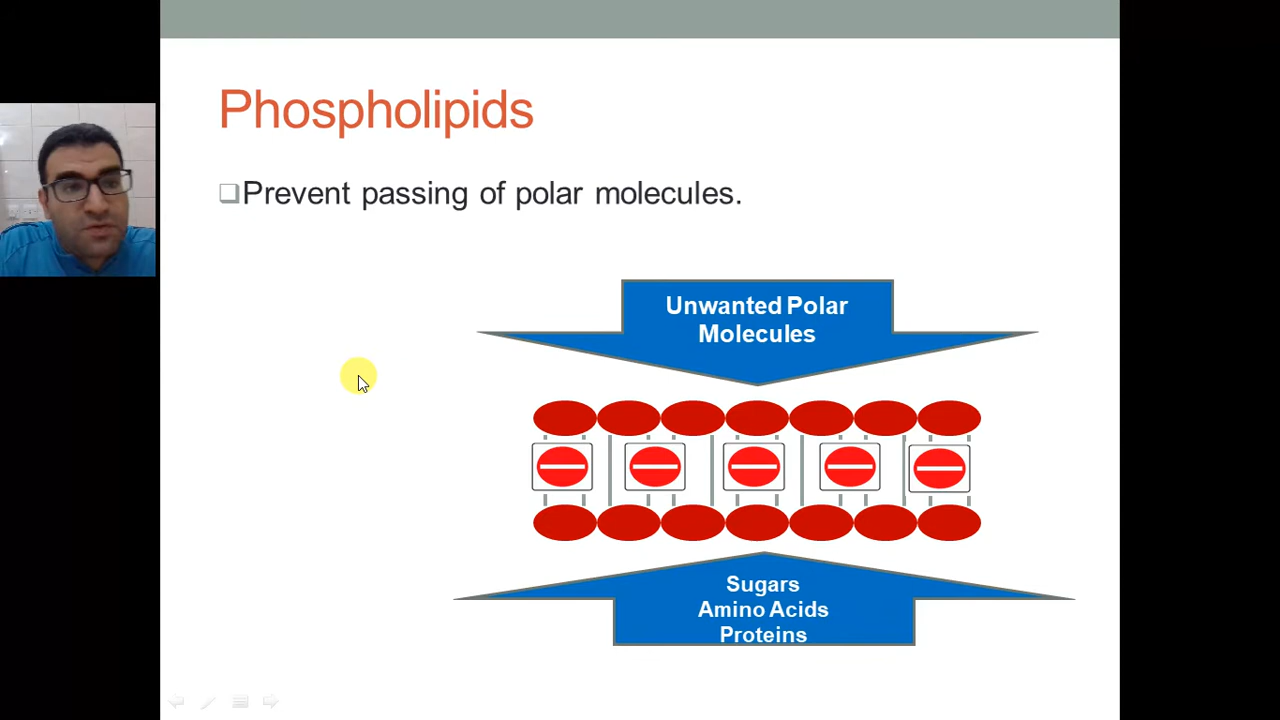 Phospholipids
Prevent passing of polar molecules.
Unwanted Polar
Molecules
Sugars
Amino Acids
Proteins